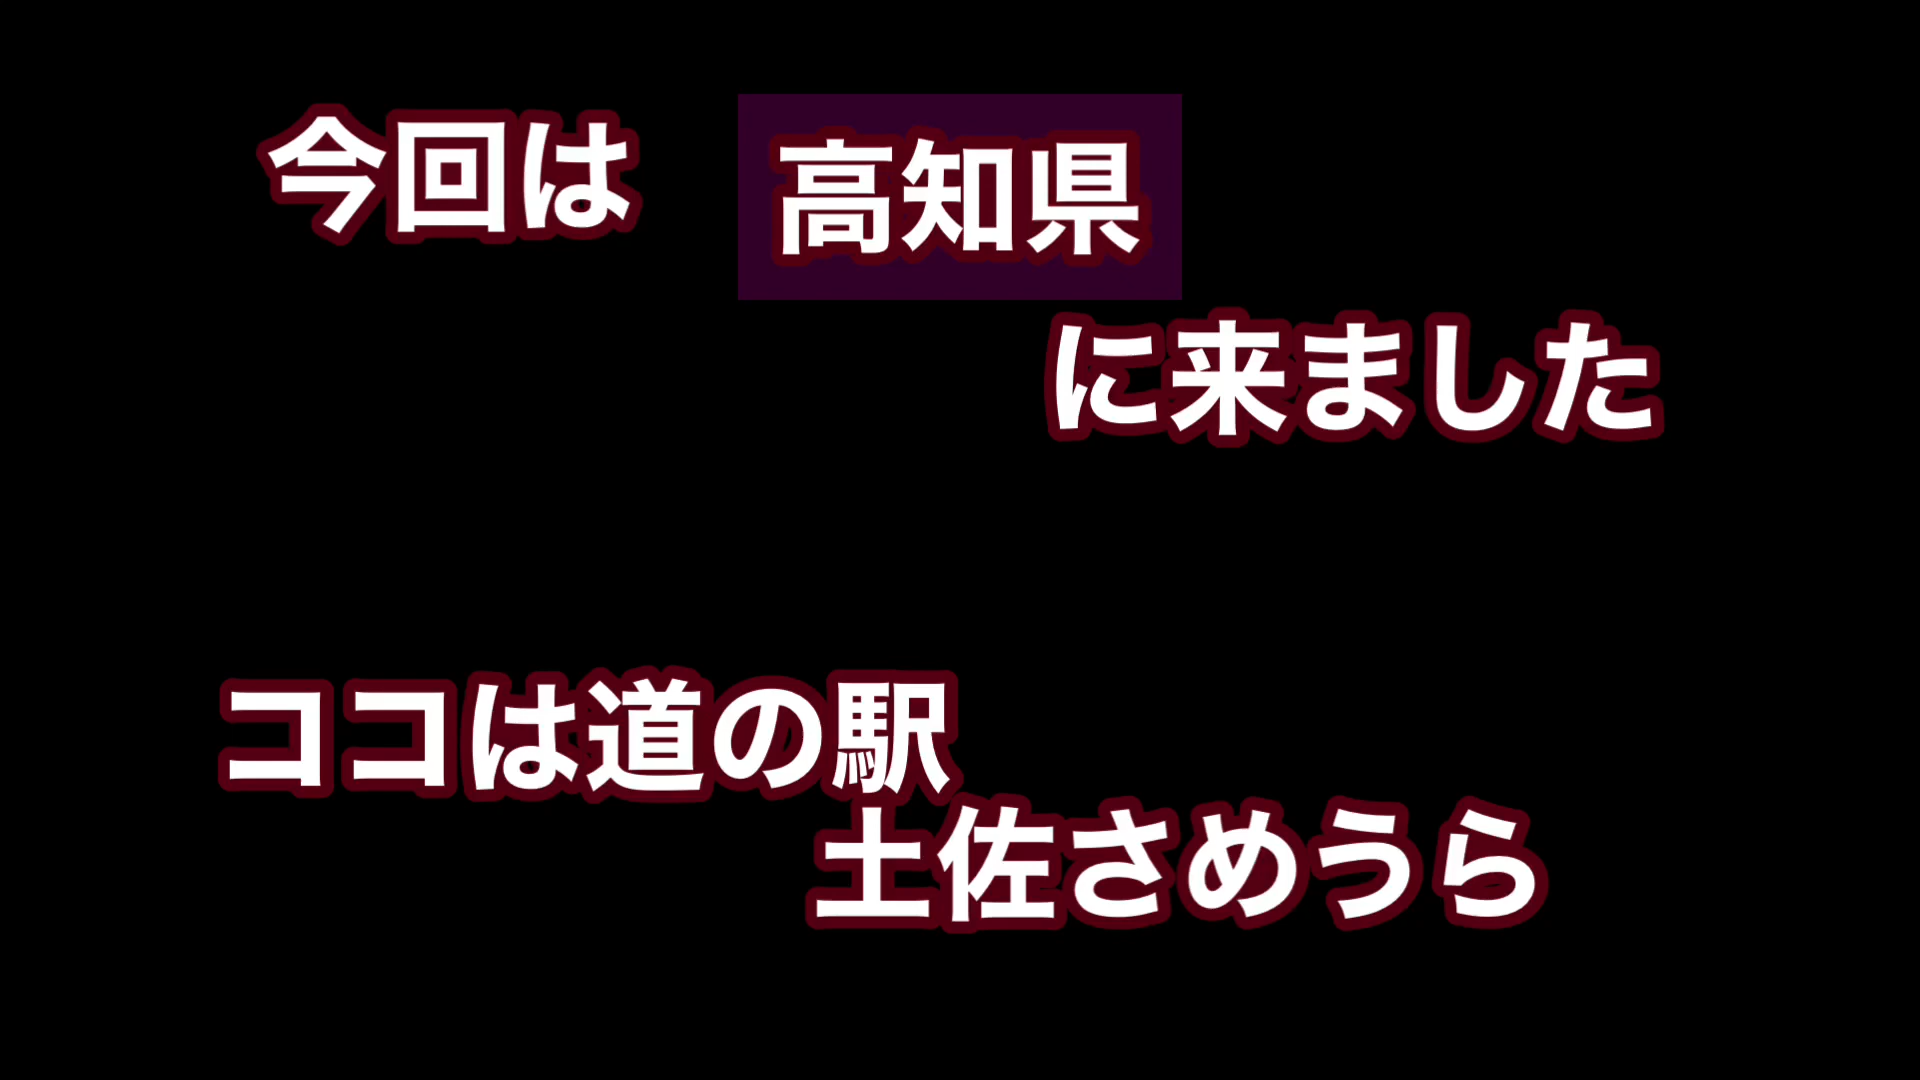 今回は
高知県
に来ました
ココは道の駅
土佐さめうら